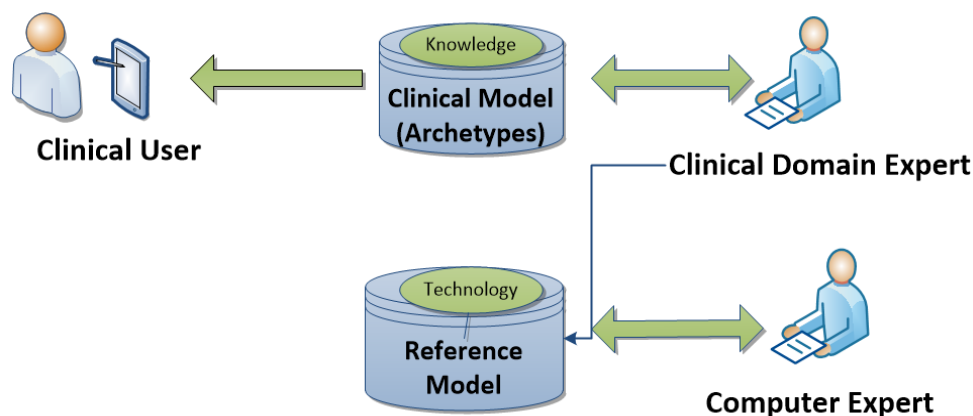 Knowledge
Clinical Model
(Archetypes)
Clinical User
Clinical Domain Expert
Technology
Reference
Model
Computer Expert